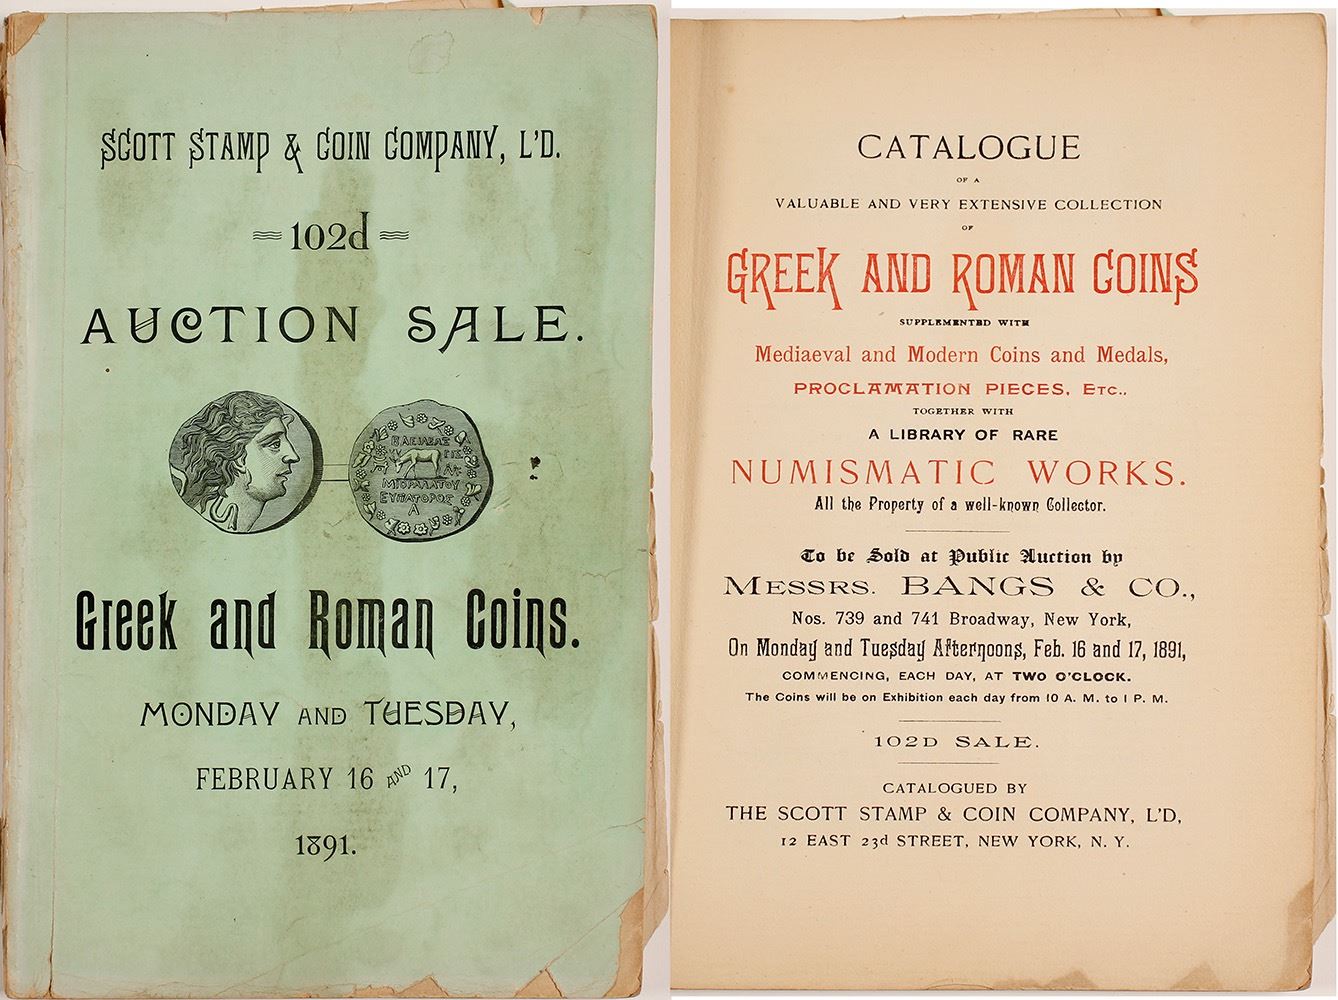 SCOTT STAMP & COIN COMPANY, L'D.
102d
AUCTION SALE.
ΜΙΘΡΑΔΑΤΟΥ
ΕΥΠΑΤΟΡΟΣ
Greek and Roman Coins.
MONDAY AND TUESDAY,
FEBRUARY 16 AND 17,
1891.
CATALOGUE
OF A
VALUABLE AND VERY EXTENSIVE COLLECTION
OF
GREEK AND ROMAN COINS
SUPPLEMENTED WITH
Mediaeval and Modern Coins and Medals,
PROCLAMATION PIECES, ETC.,
TOGETHER WITH
A LIBRARY OF RARE
NUMISMATIC WORKS.
All the Property of a well-known Collector.
To be Sold at Public Auction by
MESSRS. BANGS & CO.,
Nos. 739 and 741 Broadway, New York,
On Monday and Tuesday Afternoons, Feb. 16 and 17, 1891,
COMMENCING, EACH DAY, AT TWO O'CLOCK.
The Coins will be on Exhibition each day from 10 A. M. to 1 P. M.
102D SALE.
CATALOGUED BY
THE SCOTT STAMP & COIN COMPANY, L'D,
12 EAST 23d STREET, NEW YORK, N. Y.